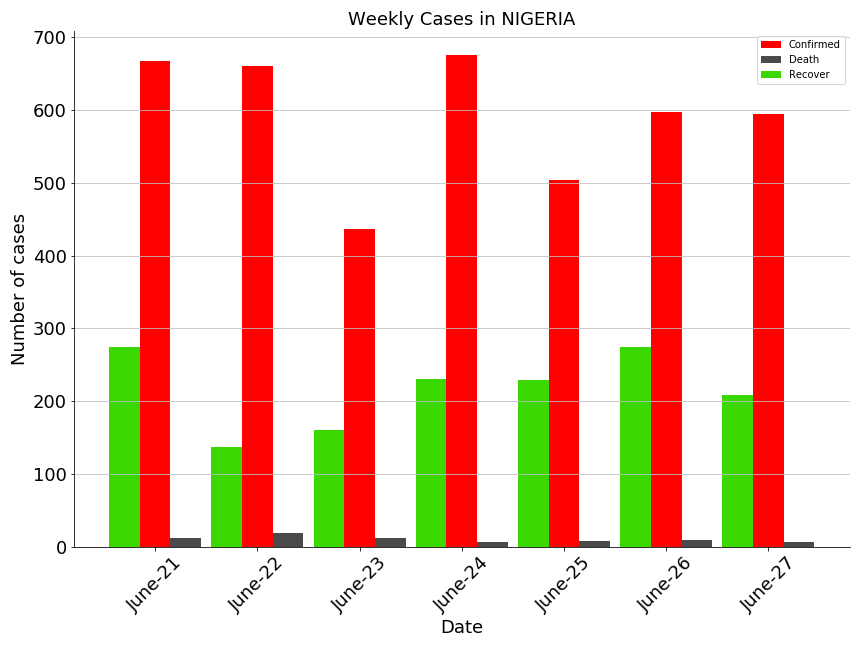 Weekly Cases in NIGERIA
Confirmed
Death
Recover
700
600
500
400
300
200
100
0
Number of cases
June-21
June-22
June-23
June-24
June-25
June-26
June-27
Date